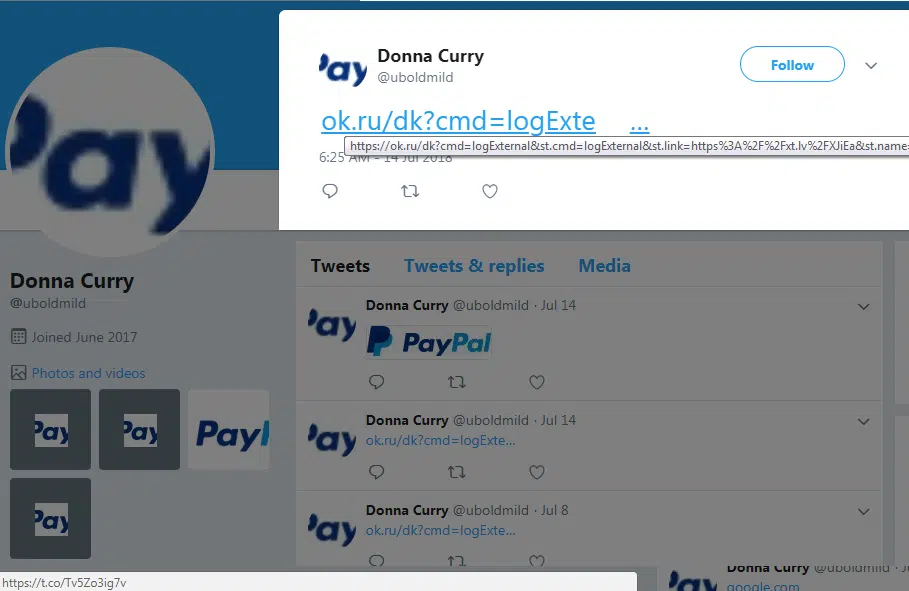 Pay
Donna Curry
@uboldmild
Follow
ok.ru/dk?cmd=logExte ...
https://ok.ru/dk?cmd=logExternal&st.cmd=logExternal&st.link=https%3A%2F%2Fxt.lv%2FXJiEa&st.name=
6:25 AM - 14 Jul 2018
ay
Donna Curry
@uboldmild
Joined June 2017
Photos and videos
Pay
Pay
PayP
Pay
Tweets Tweets & replies Media
Pay
Donna Curry @uboldmild · Jul 14
PayPal
Pay
Donna Curry @uboldmild · Jul 14
ok.ru/dk?cmd=logExte...
Pay
Donna Curry @uboldmild · Jul 8
ok.ru/dk?cmd=logExte...
Pay
Donna Curry @uboldmild
google.com
https://t.co/Tv5Zo3ig7v